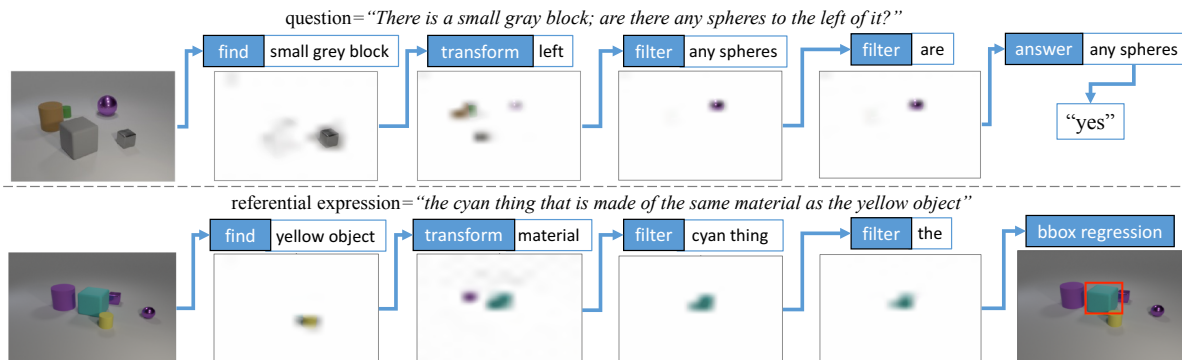 question=“There is a small gray block; are there any spheres to the left of it?”
find small grey block
transform left
filter any spheres
filter are
answer any spheres
“yes”
referential expression=“the cyan thing that is made of the same material as the yellow object”
find yellow object
transform material
filter cyan thing
filter the
bbox regression